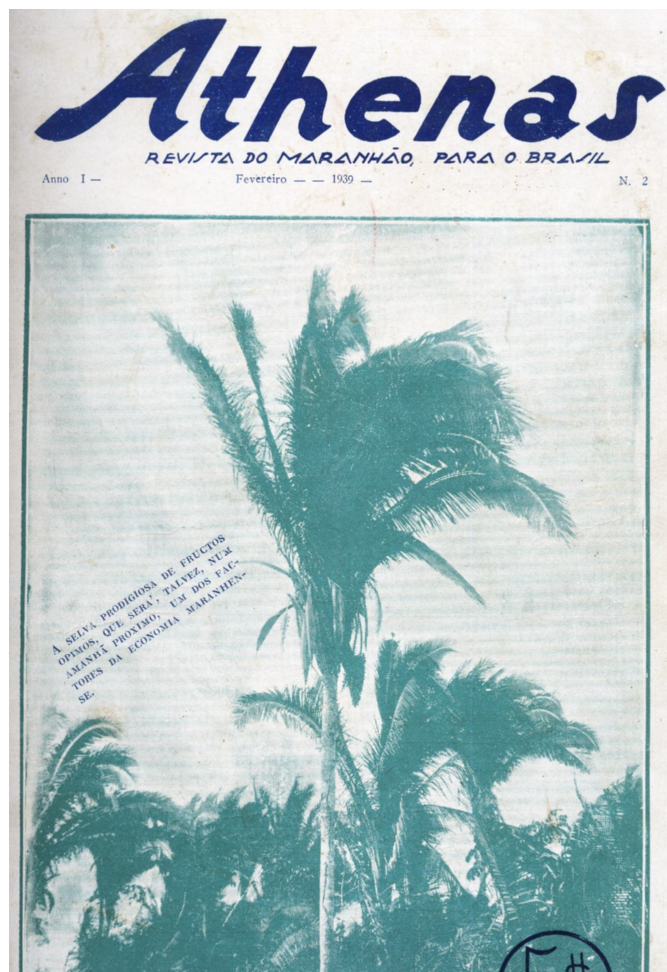 Athenas
REVISTA DO MARANHÃO, PARA O BRASIL
Anno I — Fevereiro — — 1939 — N. 2
A SELVA PRODIGIOSA DE FRUCTOS
OPIMOS, QUE SERA', TALVEZ, NUM
AMANHÃ PROXIMO, UM DOS FAC-
TORES DA ECONOMIA MARANHEN-
SE.